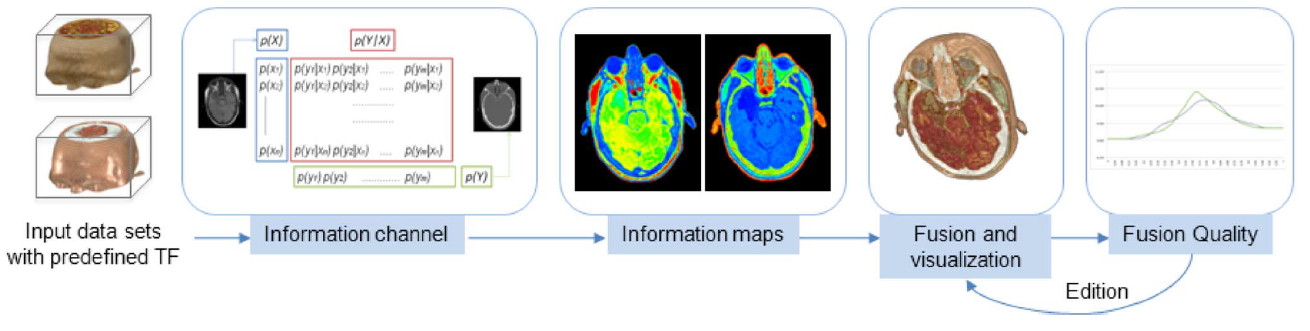 p(X)
p(Y|X)
p(x₁)
p(x₂)
p(xₙ)
p(y₁|x₁) p(y₂|x₁) ..... p(yₘ|x₁)
p(y₁|x₂) p(y₂|x₂) ..... p(yₘ|x₂)
..............
..............
p(y₁|xₙ) p(y₂|xₙ) ..... p(yₘ|xₙ)
p(y₁) p(y₂) ............. p(yₘ)
p(Y)
Input data sets
with predefined TF
Information channel
Information maps
Fusion and
visualization
Fusion Quality
Edition